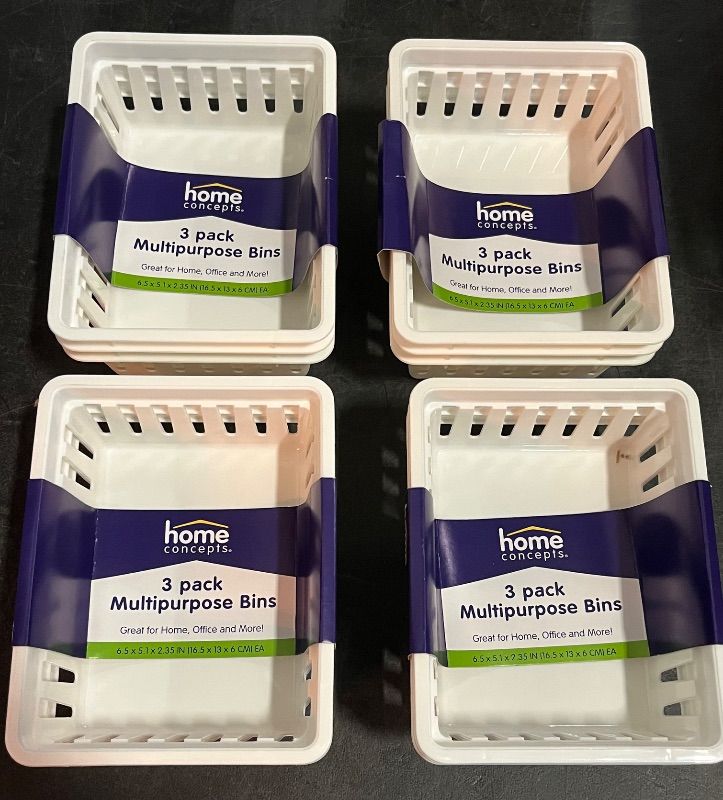 home
concepts®
3 pack
Multipurpose Bins
Great for Home, Office and More!
6.5 x 5.1 x 2.35 IN (16.5 x 13 x 6 CM) EA
home
concepts®
3 pack
Multipurpose Bins
Great for Home, Office and More!
6.5 x 5.1 x 2.35 IN (16.5 x 13 x 6 CM) EA
home
concepts®
3 pack
Multipurpose Bins
Great for Home, Office and More!
6.5 x 5.1 x 2.35 IN (16.5 x 13 x 6 CM) EA
home
concepts®
3 pack
Multipurpose Bins
Great for Home, Office and More!
6.5 x 5.1 x 2.35 IN (16.5 x 13 x 6 CM) EA